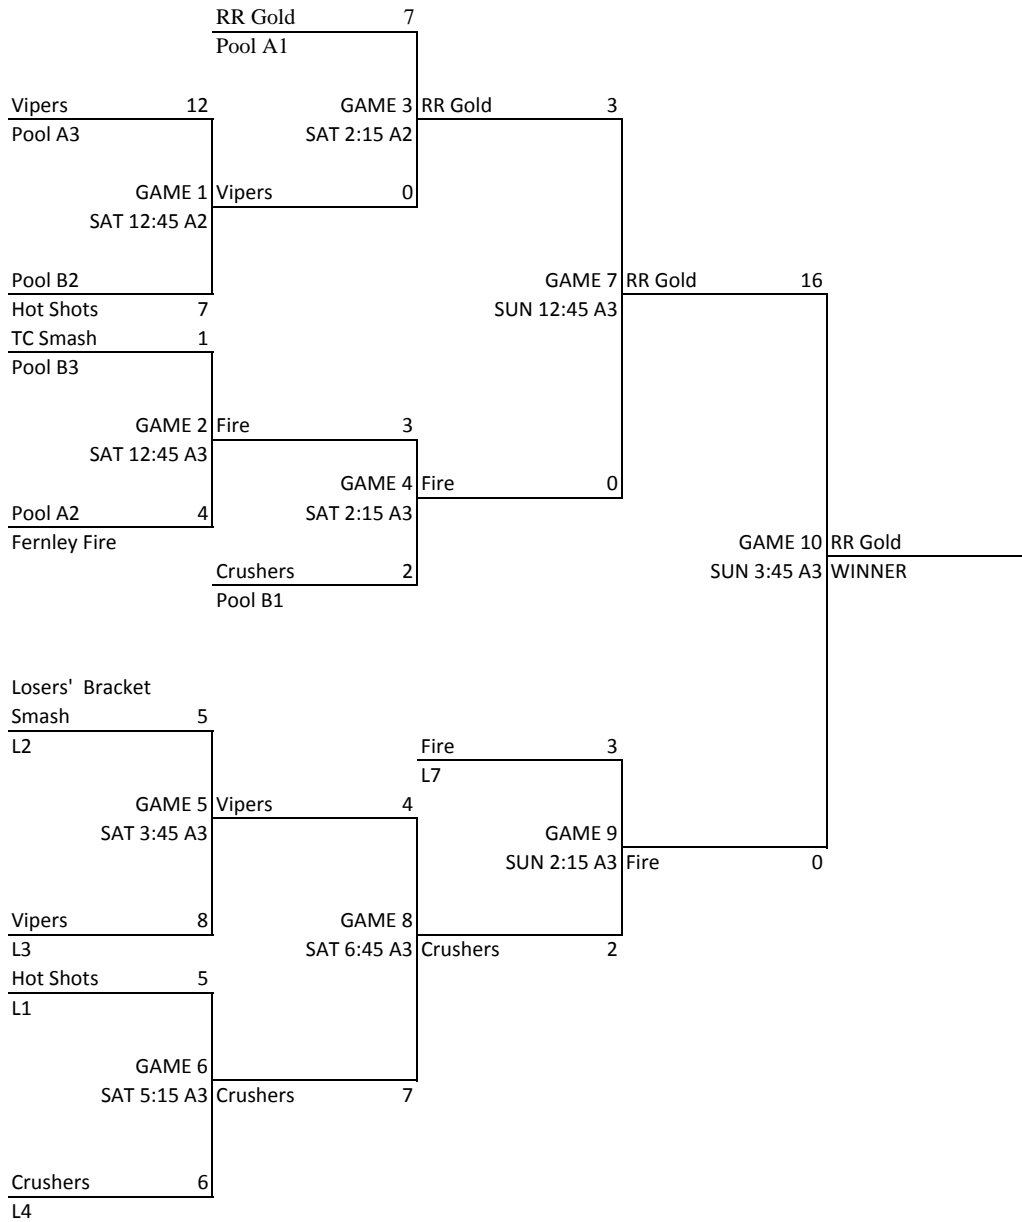 RR Gold 7
Pool A1
Vipers 12 GAME 3 RR Gold 3
Pool A3 SAT 2:15 A2
GAME 1 Vipers 0
SAT 12:45 A2
Pool B2 GAME 7 RR Gold 16
Hot Shots 7 SUN 12:45 A3
TC Smash 1
Pool B3
GAME 2 Fire 3
SAT 12:45 A3
GAME 4 Fire 0
Pool A2 4 SAT 2:15 A3
Fernley Fire GAME 10 RR Gold
Crushers 2 SUN 3:45 A3 WINNER
Pool B1
Losers' Bracket
Smash 5
L2 Fire 3
L7
GAME 5 Vipers 4
SAT 3:45 A3 GAME 9
SUN 2:15 A3 Fire 0
Vipers 8 GAME 8
L3 SAT 6:45 A3 Crushers 2
Hot Shots 5
L1
GAME 6
SAT 5:15 A3 Crushers 7
Crushers 6
L4